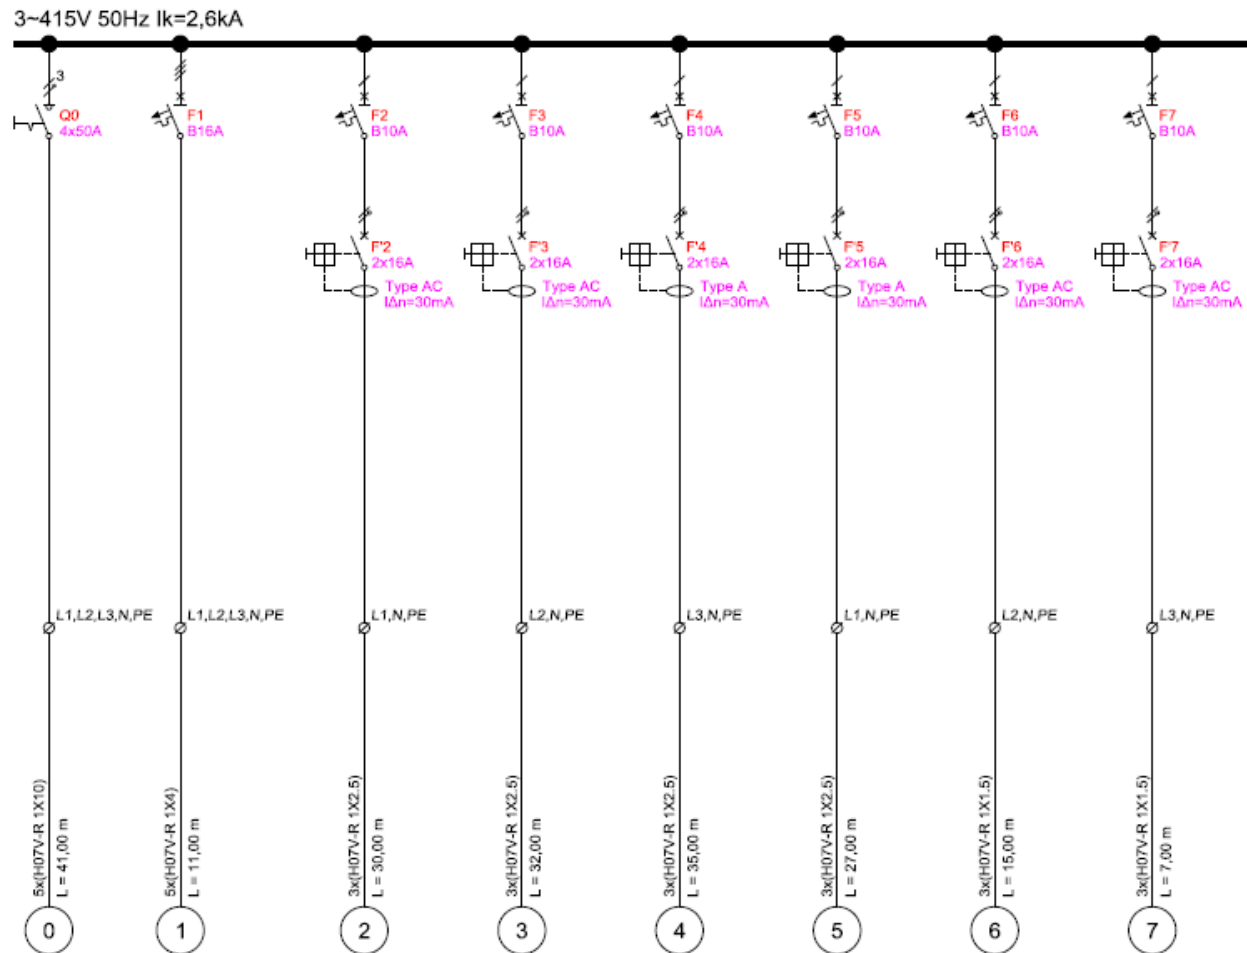 3~415V 50Hz Ik=2,6kA
3
Q0
4x50A
F1
B16A
F2
B10A
F3
B10A
F4
B10A
F5
B10A
F6
B10A
F7
B10A
F'2
2x16A
Type AC
IΔn=30mA
F'3
2x16A
Type AC
IΔn=30mA
F'4
2x16A
Type A
IΔn=30mA
F'5
2x16A
Type A
IΔn=30mA
F'6
2x16A
Type AC
IΔn=30mA
F'7
2x16A
Type AC
IΔn=30mA
L1,L2,L3,N,PE
L1,L2,L3,N,PE
L1,N,PE
L2,N,PE
L3,N,PE
L1,N,PE
L2,N,PE
L3,N,PE
5x(H07V-R 1X10)
L = 41,00 m
5x(H07V-R 1X4)
L = 11,00 m
3x(H07V-R 1X2.5)
L = 30,00 m
3x(H07V-R 1X2.5)
L = 32,00 m
3x(H07V-R 1X2.5)
L = 35,00 m
3x(H07V-R 1X2.5)
L = 27,00 m
3x(H07V-R 1X1.5)
L = 15,00 m
3x(H07V-R 1X1.5)
L = 7,00 m
0
1
2
3
4
5
6
7